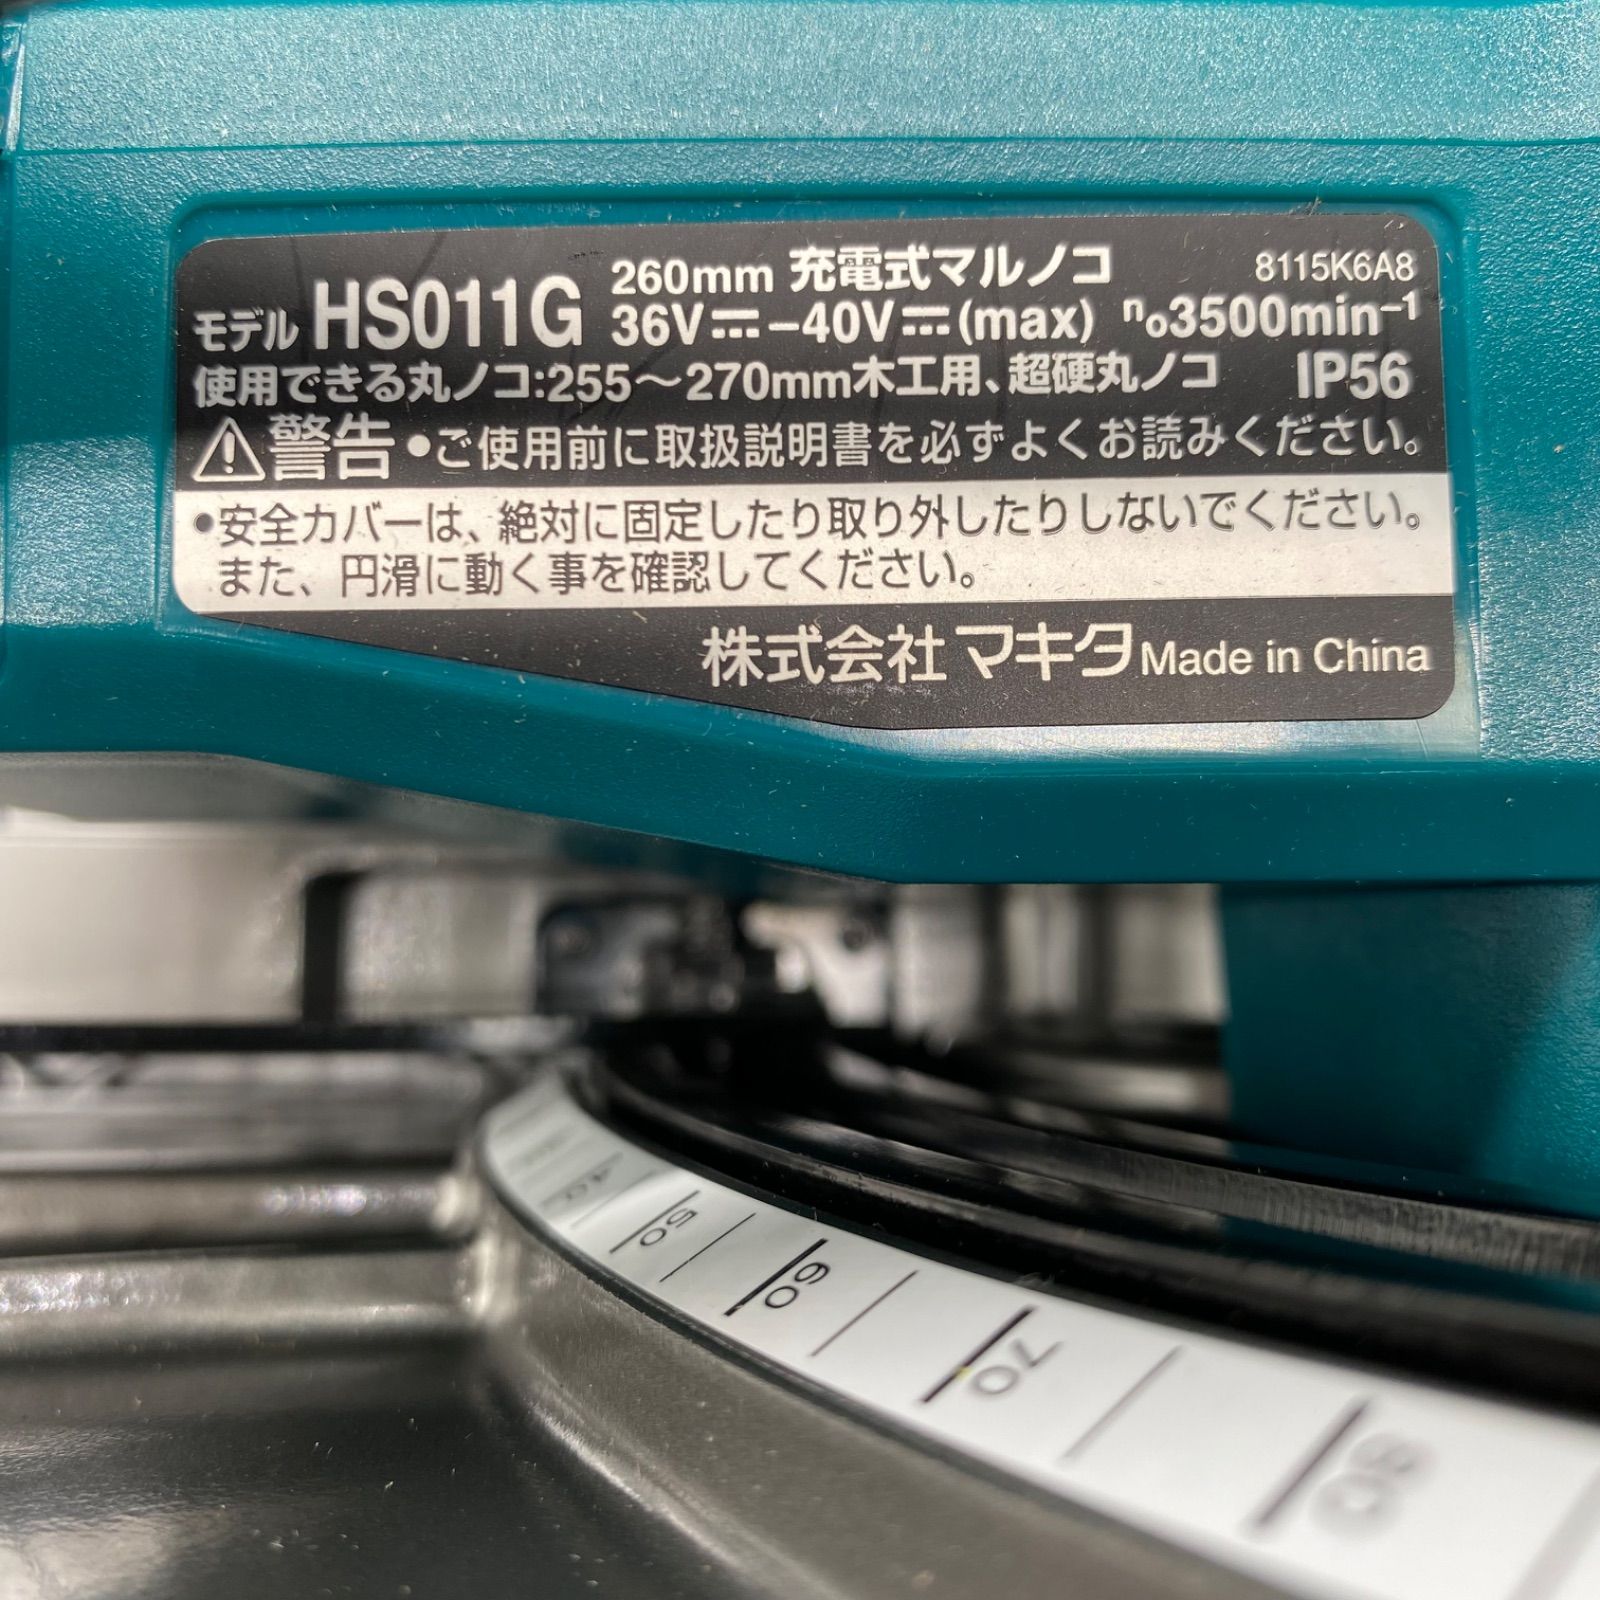 モデル HS011G 260mm 充電式マルノコ 8115K6A8
36V⎓–40V⎓(max) n₀3500min⁻¹
使用できる丸ノコ:255～270mm木工用、超硬丸ノコ IP56
⚠警告 •ご使用前に取扱説明書を必ずよくお読みください。
•安全カバーは、絶対に固定したり取り外したりしないでください。
また、円滑に動く事を確認してください。
株式会社マキタ Made in China
40
50
60
70
80